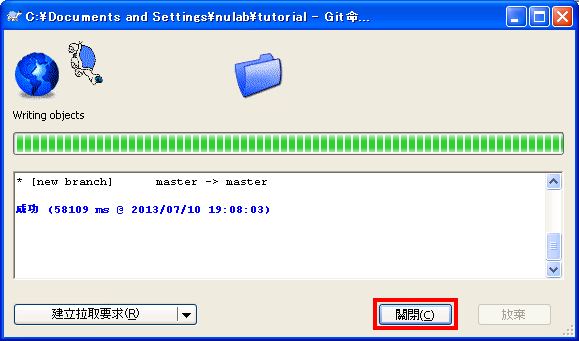 C:¥Documents and Settings¥nulab¥tutorial - Git命...
Writing objects
* [new branch]      master -> master
成功 (58109 ms @ 2013/07/10 19:08:03)
建立拉取要求(R)
關閉(C)
放棄